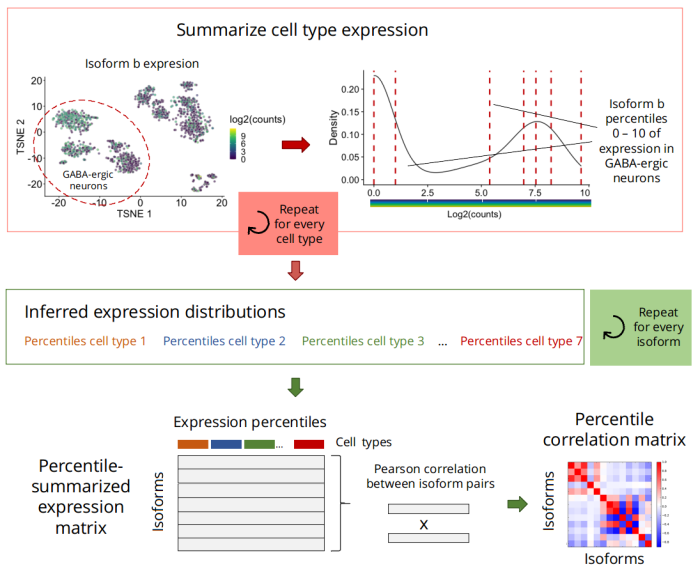 Summarize cell type expression
Isoform b expresion
TSNE 2
20
10
0
-10
-20
-20
-10
0
10
20
TSNE 1
GABA-ergic
neurons
log2(counts)
9
6
3
0
Density
0.20
0.15
0.10
0.05
0.00
0.0
2.5
5.0
7.5
10
Log2(counts)
Isoform b
percentiles
0 – 10 of
expression in
GABA-ergic
neurons
Repeat
for every
cell type
Inferred expression distributions
Percentiles cell type 1 Percentiles cell type 2 Percentiles cell type 3 ... Percentiles cell type 7
Repeat
for every
isoform
Expression percentiles
... Cell types
Percentile-
summarized
expression
matrix
Isoforms
Pearson correlation
between isoform pairs
X
Percentile
correlation matrix
Isoforms
Isoforms